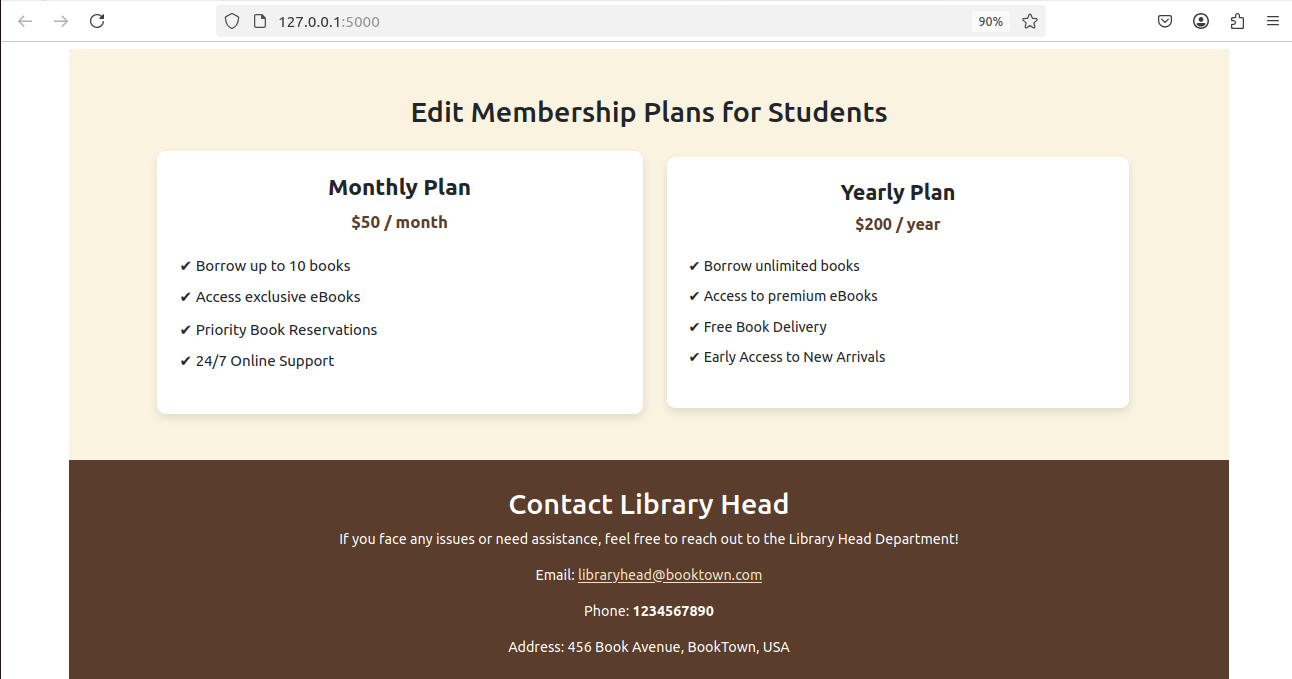 127.0.0.1:5000
90%
Edit Membership Plans for Students
Monthly Plan
$50 / month
✔ Borrow up to 10 books
✔ Access exclusive eBooks
✔ Priority Book Reservations
✔ 24/7 Online Support
Yearly Plan
$200 / year
✔ Borrow unlimited books
✔ Access to premium eBooks
✔ Free Book Delivery
✔ Early Access to New Arrivals
Contact Library Head
If you face any issues or need assistance, feel free to reach out to the Library Head Department!
Email: libraryhead@booktown.com
Phone: 1234567890
Address: 456 Book Avenue, BookTown, USA